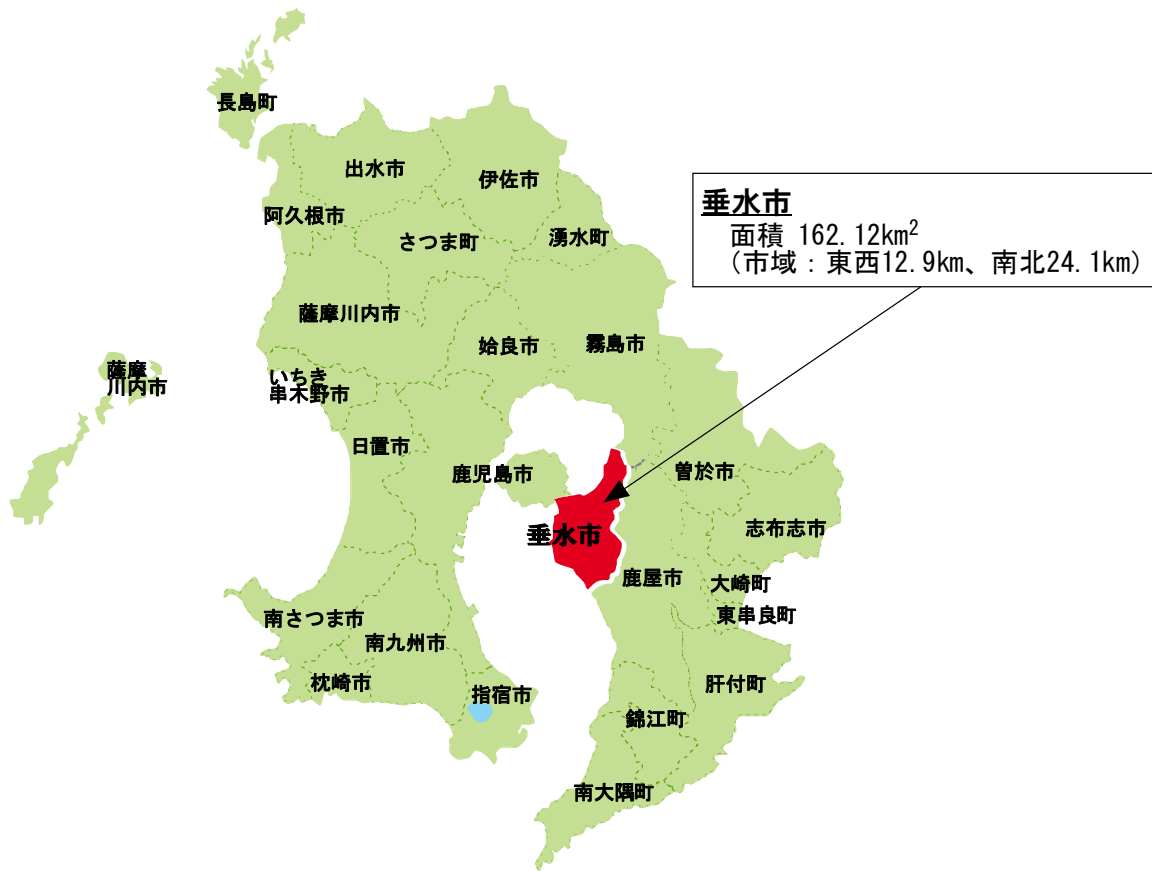 長島町
出水市
伊佐市
阿久根市
さつま町
湧水町
垂水市
面積 162.12km²
(市域:東西12.9km、南北24.1km)
薩摩川内市
姶良市
霧島市
薩摩
川内市
いちき
串木野市
日置市
鹿児島市
曽於市
志布志市
垂水市
鹿屋市
大崎町
東串良町
南さつま市
南九州市
枕崎市
指宿市
肝付町
錦江町
南大隅町